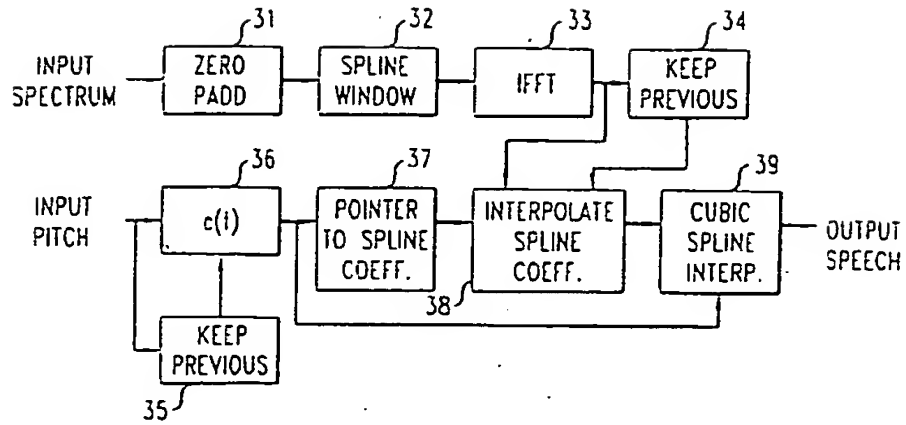 31
32
33
34
INPUT
SPECTRUM
ZERO
PADD
SPLINE
WINDOW
IFFT
KEEP
PREVIOUS
36
37
39
INPUT
PITCH
c(i)
POINTER
TO SPLINE
COEFF.
INTERPOLATE
SPLINE
COEFF.
CUBIC
SPLINE
INTERP.
OUTPUT
SPEECH
38
KEEP
PREVIOUS
35